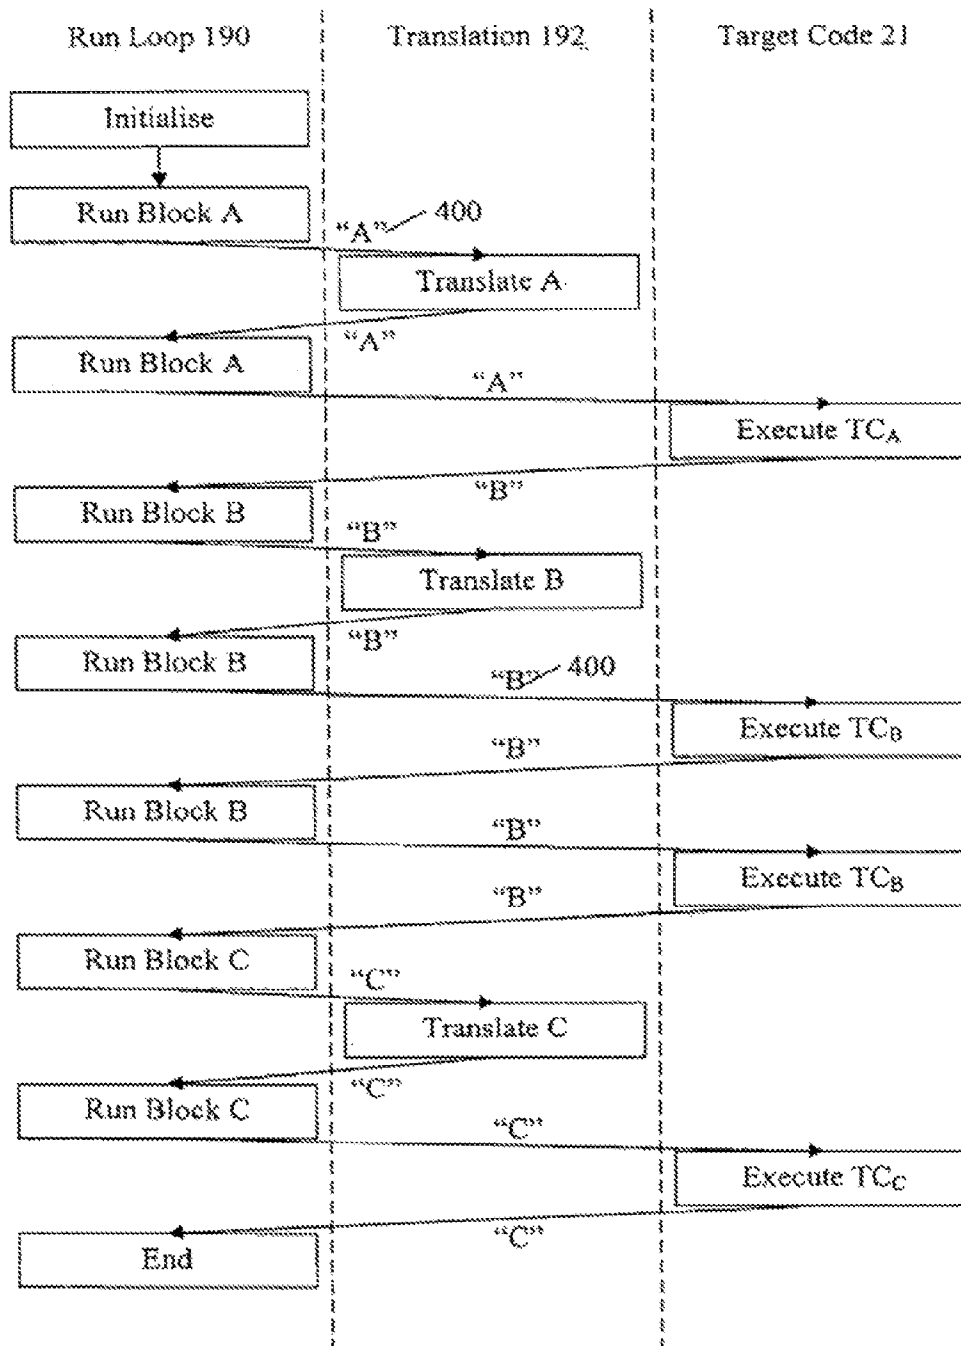 Run Loop 190 Translation 192 Target Code 21
Initialise
Run Block A
"A" 400
Translate A
"A"
Run Block A
"A"
Execute TCA
"B"
Run Block B
"B"
Translate B
"B"
Run Block B
"B" 400
Execute TCB
"B"
Run Block B
"B"
Execute TCB
"B"
Run Block C
"C"
Translate C
"C"
Run Block C
"C"
Execute TCC
"C"
End